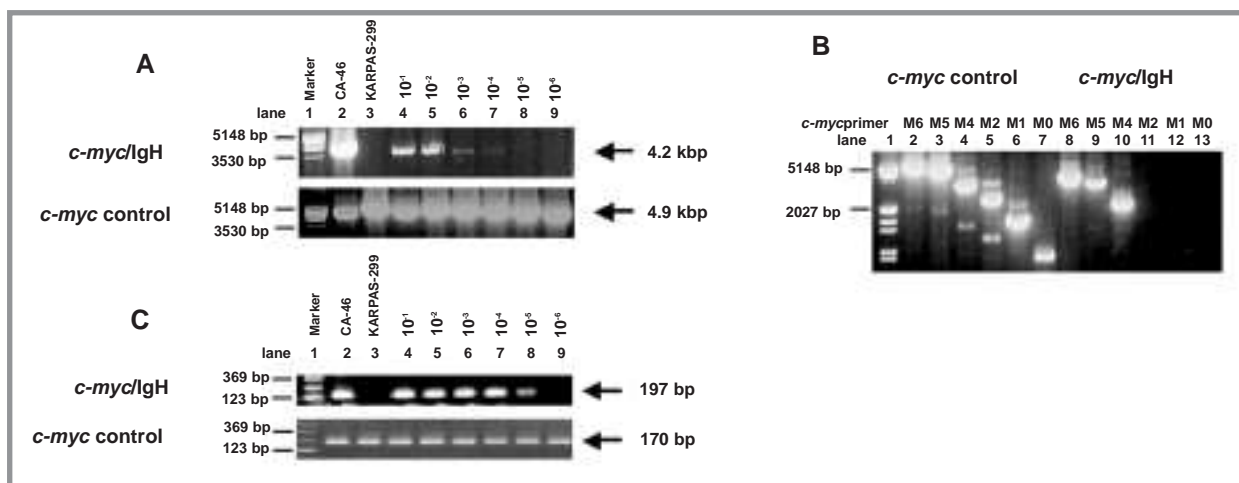 A
Marker CA-46 KARPAS-299 10-1 10-2 10-3 10-4 10-5 10-6
lane 1 2 3 4 5 6 7 8 9
5148 bp
c-myc/IgH
3530 bp
4.2 kbp
c-myc control
5148 bp
3530 bp
4.9 kbp
B
c-myc control c-myc/IgH
c-mycprimer M6 M5 M4 M2 M1 M0 M6 M5 M4 M2 M1 M0
lane 1 2 3 4 5 6 7 8 9 10 11 12 13
5148 bp
2027 bp
C
Marker CA-46 KARPAS-299 10-1 10-2 10-3 10-4 10-5 10-6
lane 1 2 3 4 5 6 7 8 9
c-myc/IgH
369 bp
123 bp
197 bp
c-myc control
369 bp
123 bp
170 bp